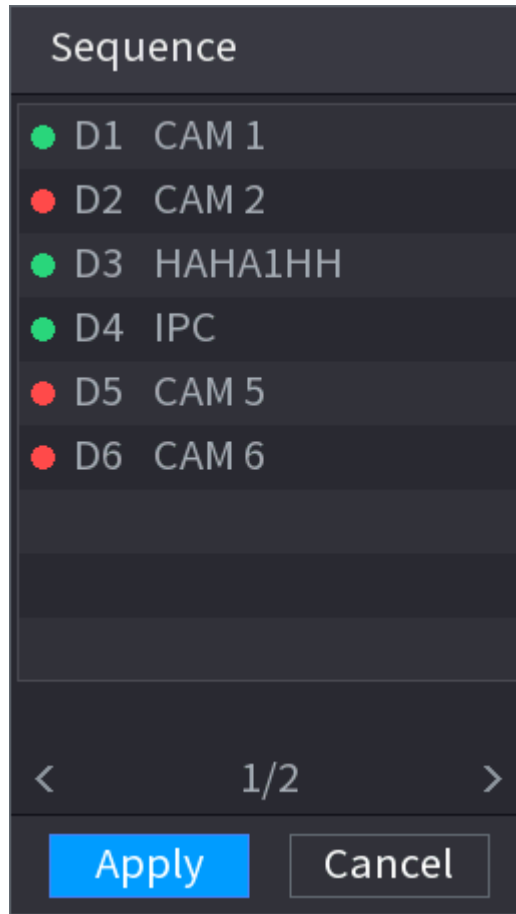 Sequence
D1 CAM 1
D2 CAM 2
D3 HAHA1HH
D4 IPC
D5 CAM 5
D6 CAM 6
< 1/2 >
Apply Cancel